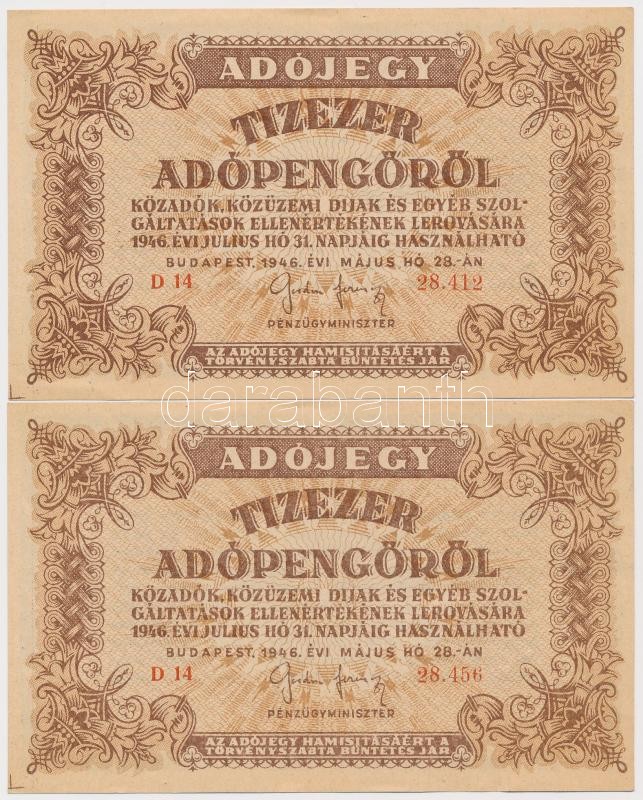 ADÓJEGY
TIZEZER
ADÓPENGŐRŐL
KÖZADÓK, KÖZÜZEMI DIJAK ÉS EGYÉB SZOL-
GÁLTATÁSOK ELLENÉRTÉKÉNEK LEROVÁSÁRA
1946. ÉVI JULIUS HÓ 31. NAPJÁIG HASZNÁLHATÓ
BUDAPEST, 1946. ÉVI MÁJUS HÓ 28.-ÁN
D 14 28.412
PÉNZÜGYMINISZTER
AZ ADÓJEGY HAMISITÁSÁÉRT A
TÖRVÉNYSZABTA BÜNTETÉS JÁR
darabanth
ADÓJEGY
TIZEZER
ADÓPENGŐRŐL
KÖZADÓK, KÖZÜZEMI DIJAK ÉS EGYÉB SZOL-
GÁLTATÁSOK ELLENÉRTÉKÉNEK LEROVÁSÁRA
1946. ÉVI JULIUS HÓ 31. NAPJÁIG HASZNÁLHATÓ
BUDAPEST, 1946. ÉVI MÁJUS HÓ 28.-ÁN
D 14 28.456
PÉNZÜGYMINISZTER
AZ ADÓJEGY HAMISITÁSÁÉRT A
TÖRVÉNYSZABTA BÜNTETÉS JÁR